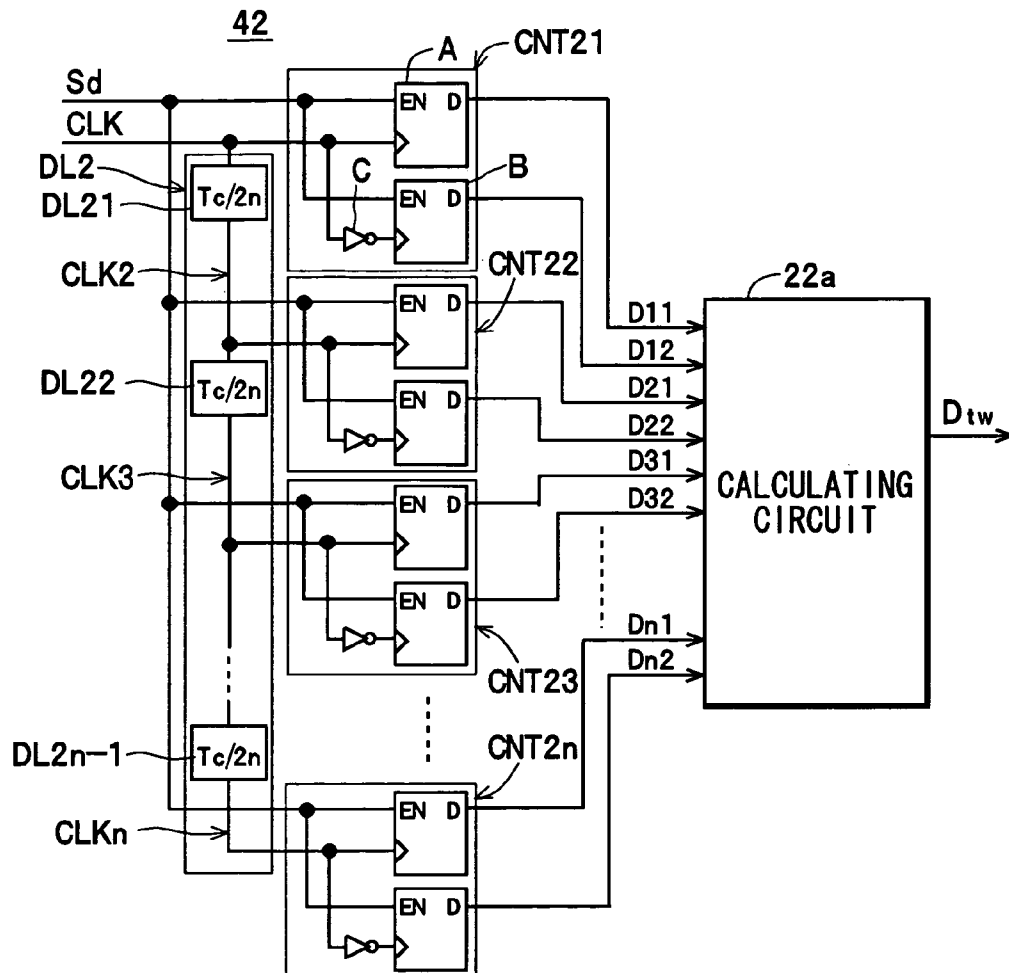 42
CNT21
A
Sd
EN D
CLK
DL2
C
B
Tc/2n
EN D
DL21
CLK2
CNT22
22a
EN D
D11
D12
DL22
Tc/2n
D21
EN D
D22
Dtw
CLK3
D31
CALCULATING
CIRCUIT
EN D
D32
EN D
Dn1
CNT23
Dn2
DL2n-1
Tc/2n
CNT2n
EN D
CLKn
EN D